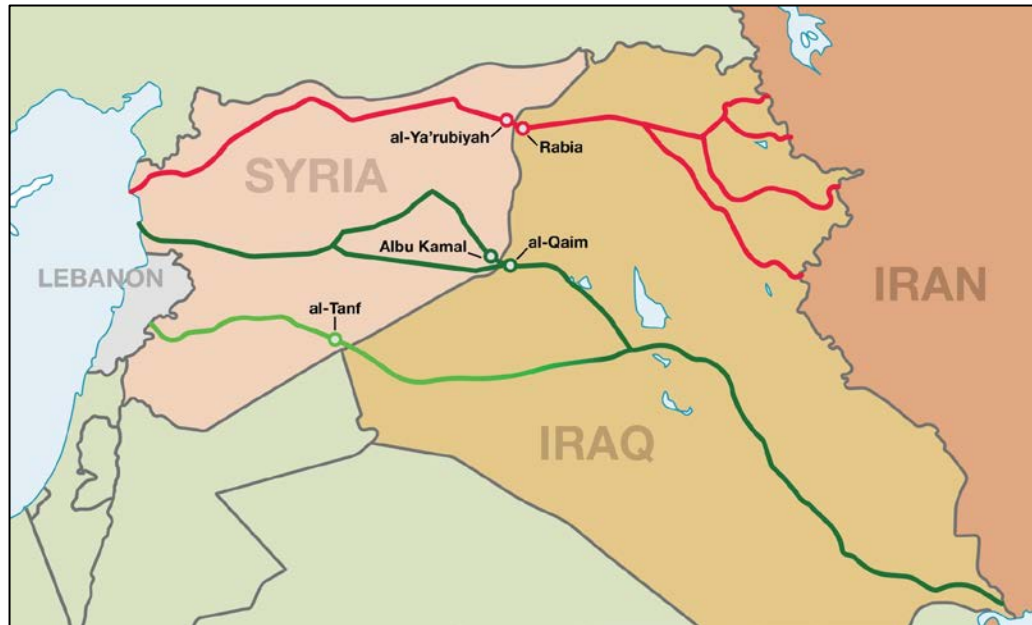 al-Ya'rubiyah
Rabia
SYRIA
Albu Kamal
al-Qaim
LEBANON
IRAN
al-Tanf
IRAQ